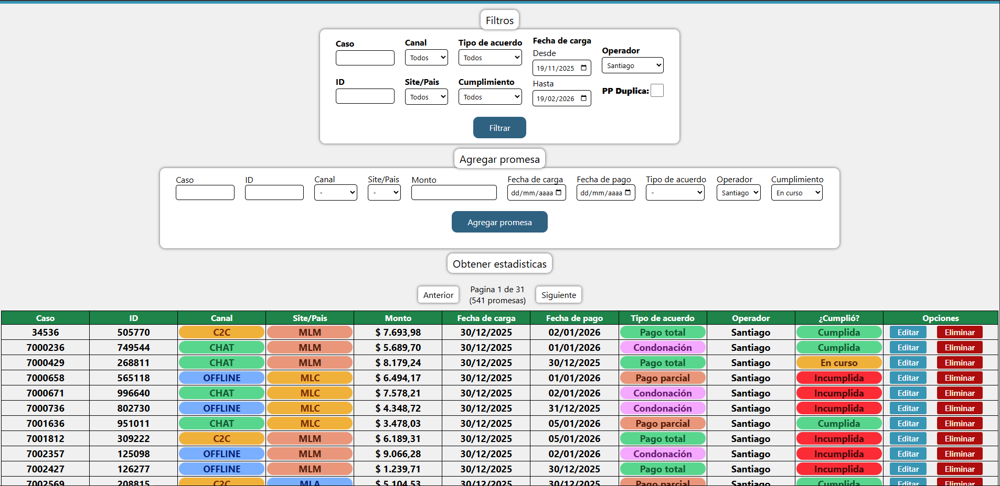 Filtros
Caso Canal Tipo de acuerdo Fecha de carga Operador
Todos Todos Desde Santiago
19/11/2025
ID Site/Pais Cumplimiento Hasta PP Duplica:
Todos Todos 19/02/2026
Filtrar
Agregar promesa
Caso ID Canal Site/Pais Monto Fecha de carga Fecha de pago Tipo de acuerdo Operador Cumplimiento
- - dd/mm/aaaa dd/mm/aaaa - Santiago En curso
Agregar promesa
Obtener estadisticas
Anterior Pagina 1 de 31 Siguiente
(541 promesas)
Caso ID Canal Site/Pais Monto Fecha de carga Fecha de pago Tipo de acuerdo Operador ¿Cumplió? Opciones
34536 505770 C2C MLM $ 7.693,98 30/12/2025 02/01/2026 Pago total Santiago Cumplida Editar Eliminar
7000236 749544 CHAT MLM $ 5.689,70 30/12/2025 01/01/2026 Condonación Santiago Cumplida Editar Eliminar
7000429 268811 CHAT MLM $ 8.179,24 30/12/2025 30/12/2025 Pago total Santiago En curso Editar Eliminar
7000658 565118 OFFLINE MLC $ 6.494,17 30/12/2025 01/01/2026 Pago parcial Santiago Incumplida Editar Eliminar
7000671 996640 CHAT MLC $ 7.578,21 30/12/2025 02/01/2026 Condonación Santiago Incumplida Editar Eliminar
7000736 802730 OFFLINE MLC $ 4.348,72 30/12/2025 31/12/2025 Condonación Santiago Incumplida Editar Eliminar
7001636 951011 CHAT MLC $ 3.478,03 30/12/2025 05/01/2026 Pago parcial Santiago Cumplida Editar Eliminar
7001812 309222 C2C MLM $ 6.189,31 30/12/2025 05/01/2026 Pago total Santiago Incumplida Editar Eliminar
7002357 125098 OFFLINE MLM $ 9.066,28 30/12/2025 02/01/2026 Condonación Santiago Incumplida Editar Eliminar
7002427 126277 OFFLINE MLM $ 1.239,71 30/12/2025 30/12/2025 Pago total Santiago Incumplida Editar Eliminar
7002569 208815 C2C MLA $ 5.104,53 30/12/2025 30/12/2025 Pago parcial Santiago Cumplida Editar Eliminar